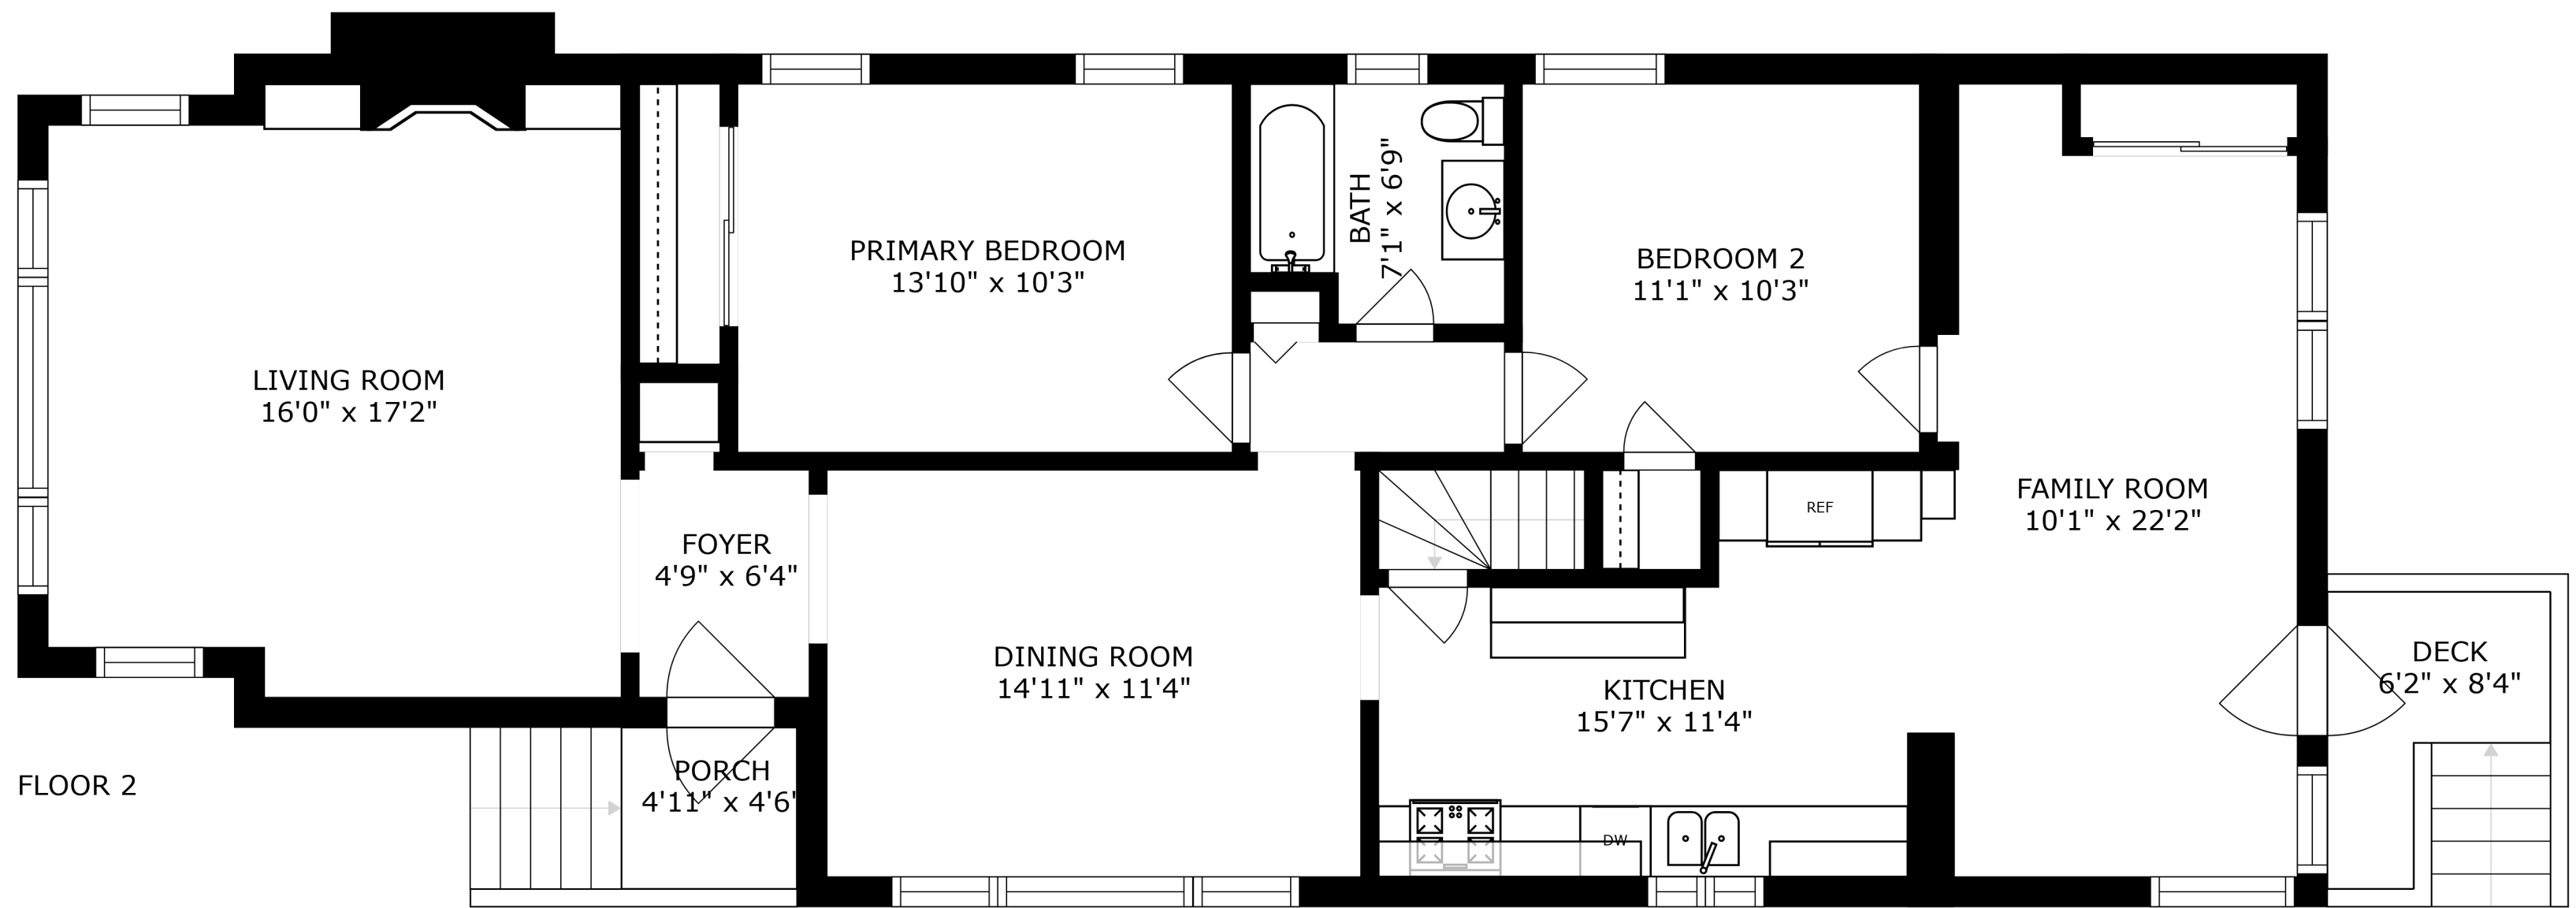 PRIMARY BEDROOM
13'10" x 10'3"
BATH
7'1" x 6'9"
BEDROOM 2
11'1" x 10'3"
LIVING ROOM
16'0" x 17'2"
FOYER
4'9" x 6'4"
REF
FAMILY ROOM
10'1" x 22'2"
DINING ROOM
14'11" x 11'4"
KITCHEN
15'7" x 11'4"
DECK
6'2" x 8'4"
PORCH
4'11" x 4'6"
DW
FLOOR 2